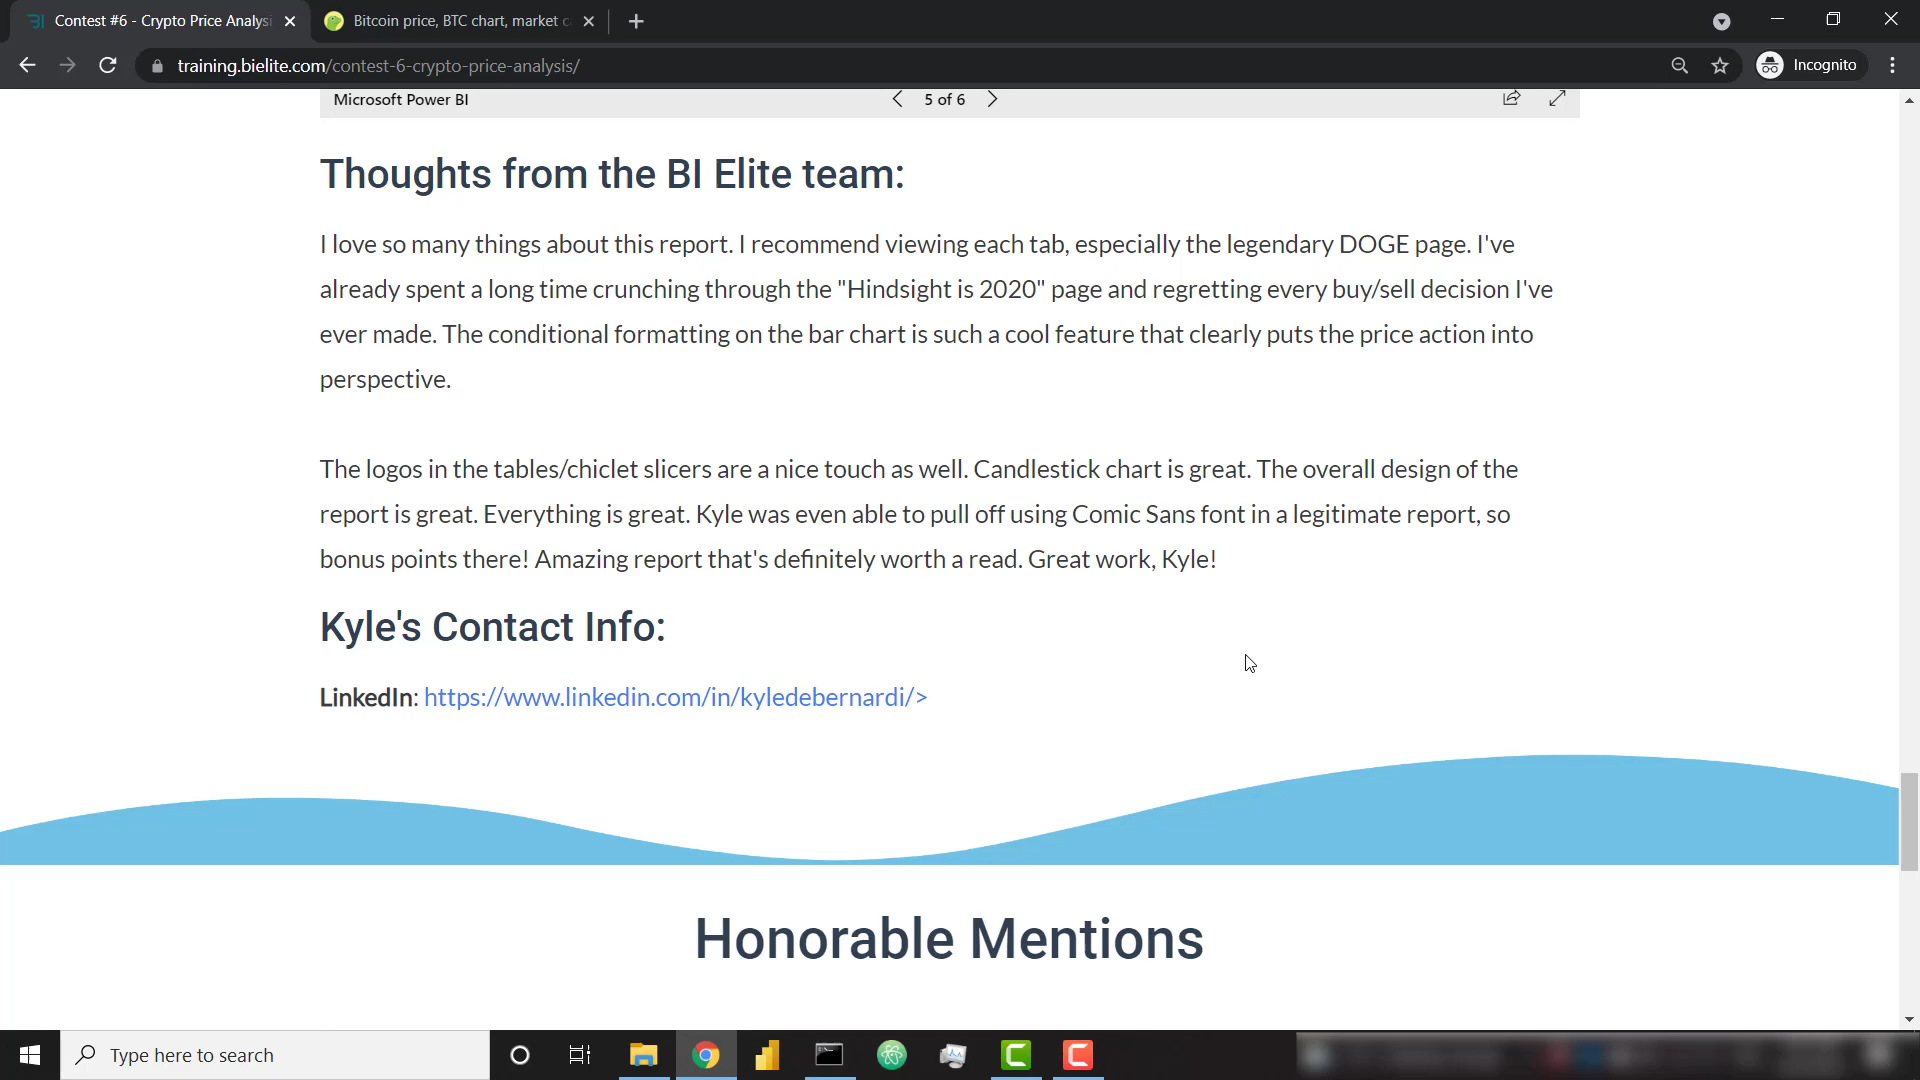 Contest #6 - Crypto Price Analysi
Bitcoin price, BTC chart, market c
training.bielite.com/contest-6-crypto-price-analysis/
Incognito
Microsoft Power BI
5 of 6
Thoughts from the BI Elite team:
I love so many things about this report. I recommend viewing each tab, especially the legendary DOGE page. I've
already spent a long time crunching through the "Hindsight is 2020" page and regretting every buy/sell decision I've
ever made. The conditional formatting on the bar chart is such a cool feature that clearly puts the price action into
perspective.
The logos in the tables/chiclet slicers are a nice touch as well. Candlestick chart is great. The overall design of the
report is great. Everything is great. Kyle was even able to pull off using Comic Sans font in a legitimate report, so
bonus points there! Amazing report that's definitely worth a read. Great work, Kyle!
Kyle's Contact Info:
LinkedIn: https://www.linkedin.com/in/kyledebernardi/>
Honorable Mentions
Type here to search